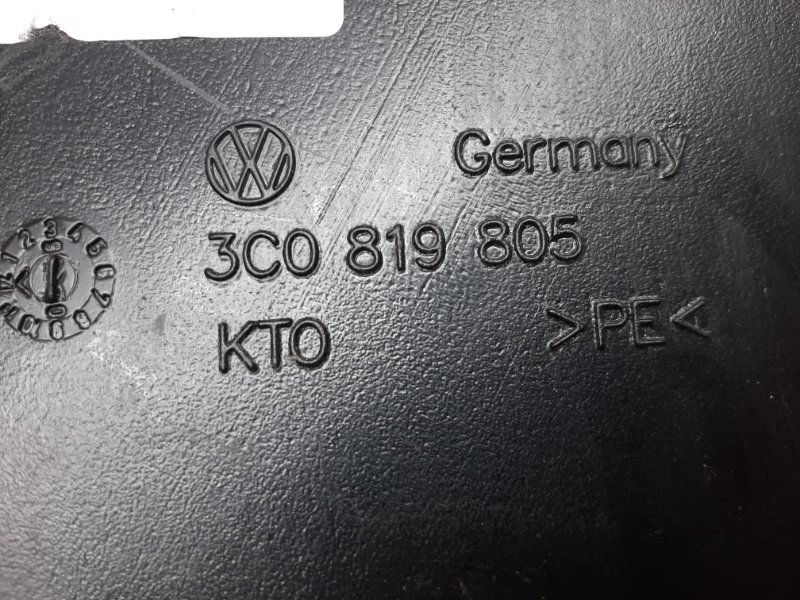 Germany
3C0 819 805
KTO
>PE<